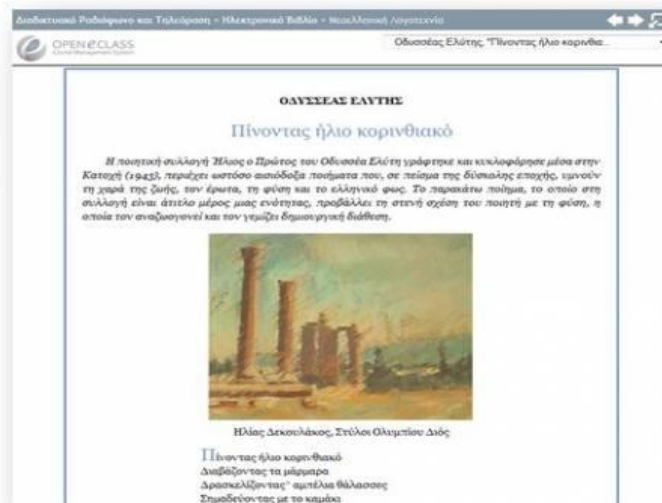 Διαδικτυακό Ραδιόφωνο και Τηλεόραση » Ηλεκτρονικό Βιβλίο » Νεοελληνική Λογοτεχνία
OPEN eCLASS
Οδυσσέας Ελύτης, "Πίνοντας ήλιο κορινθια...
ΟΔΥΣΣΕΑΣ ΕΛΥΤΗΣ
Πίνοντας ήλιο κορινθιακό
Η ποιητική συλλογή Ήλιος ο Πρώτος του Οδυσσέα Ελύτη γράφτηκε και κυκλοφόρησε μέσα στην
Κατοχή (1943), περιέχει ωστόσο αισιόδοξα ποιήματα που, σε πείσμα της δύσκολης εποχής, υμνούν
τη χαρά της ζωής, τον έρωτα, τη φύση και το ελληνικό φως. Το παρακάτω ποίημα, το οποίο στη
συλλογή είναι άτιτλο μέρος μιας ενότητας, προβάλλει τη στενή σχέση του ποιητή με τη φύση, η
οποία τον αναζωογονεί και τον γεμίζει δημιουργική διάθεση.
Ηλίας Δεκουλάκος, Στύλοι Ολυμπίου Διός
Πίνοντας ήλιο κορινθιακό
Διαβάζοντας τα μάρμαρα
Δρασκελίζοντας* αμπέλια θάλασσες
Σημαδεύοντας με το καμάκι